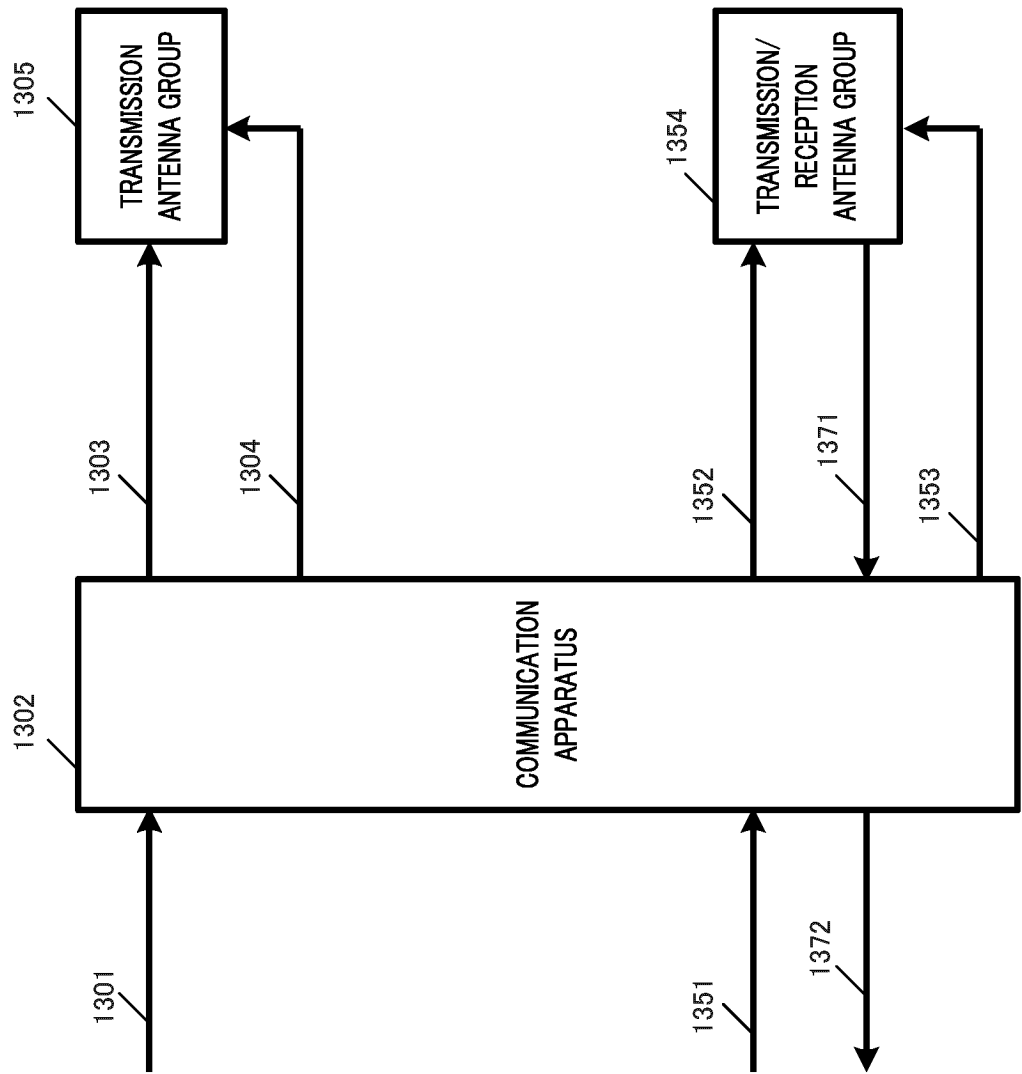 1305
TRANSMISSION
ANTENNA GROUP
1303
1304
1302
COMMUNICATION
APPARATUS
1301
1354
TRANSMISSION/
RECEPTION
ANTENNA GROUP
1352
1371
1353
1351
1372